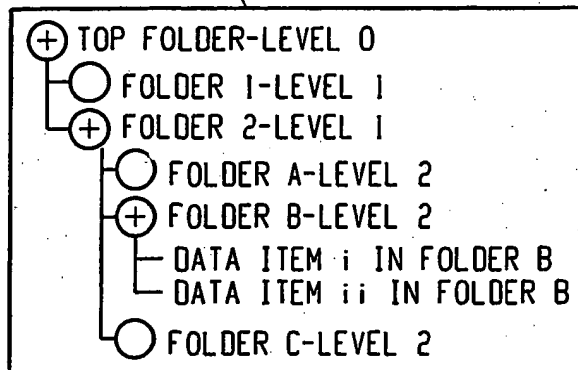 TOP FOLDER-LEVEL 0
FOLDER 1-LEVEL 1
FOLDER 2-LEVEL 1
FOLDER A-LEVEL 2
FOLDER B-LEVEL 2
DATA ITEM i IN FOLDER B
DATA ITEM ii IN FOLDER B
FOLDER C-LEVEL 2